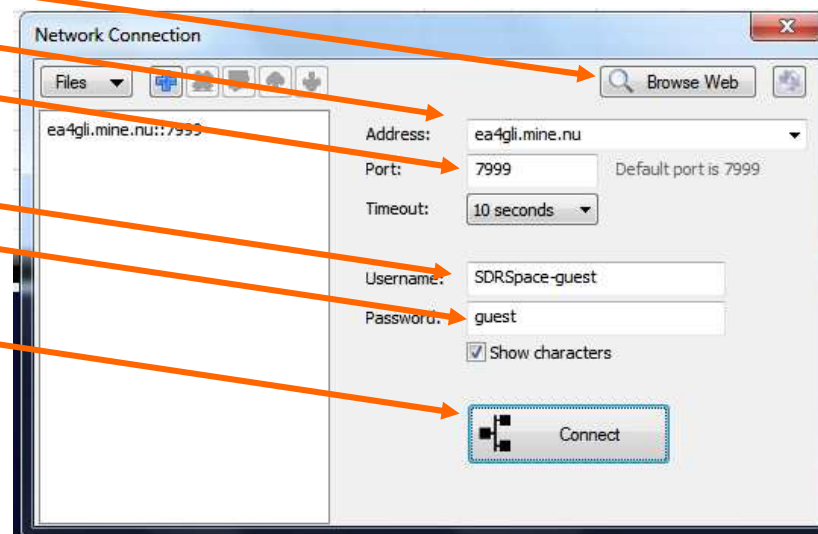 Network Connection
Files
Browse Web
ea4gli.mine.nu::7999
Address: ea4gli.mine.nu
Port: 7999 Default port is 7999
Timeout: 10 seconds
Username: SDRSpace-guest
Password: guest
Show characters
Connect